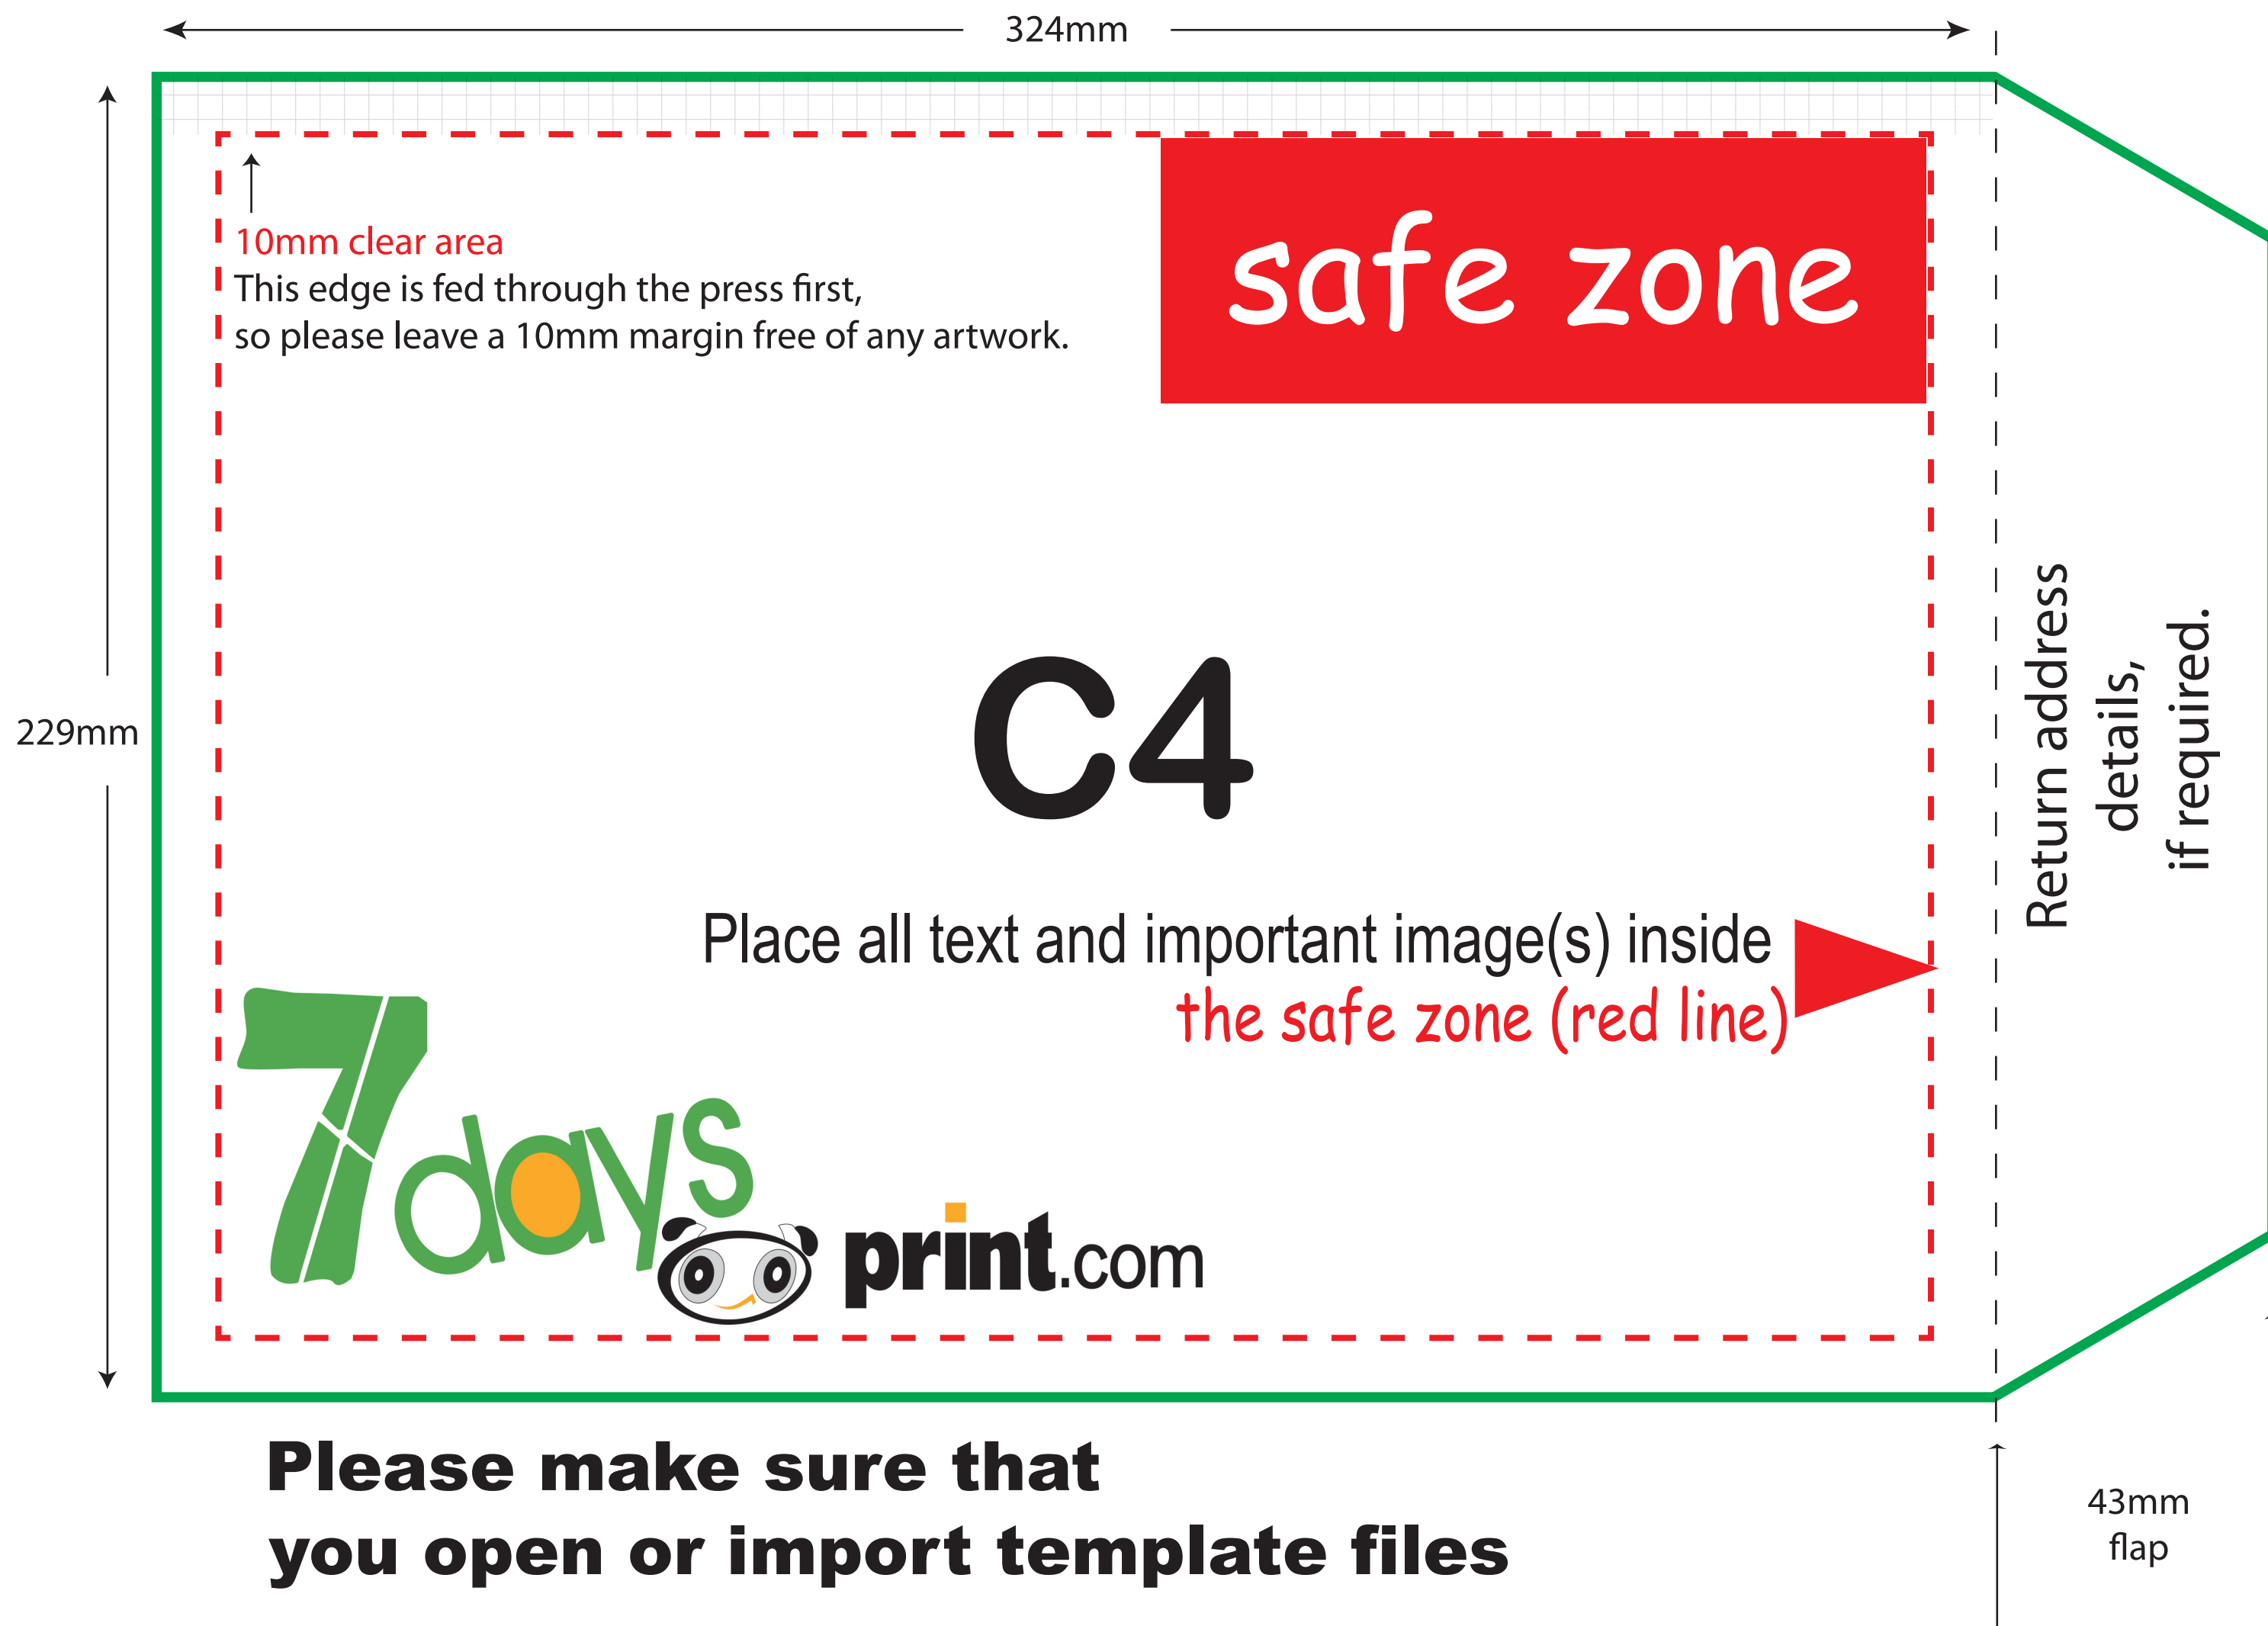 324mm
safe zone
10mm clear area
This edge is fed through the press first,
so please leave a 10mm margin free of any artwork.
229mm
C4
Return address
details,
if required.
Place all text and important image(s) inside
the safe zone (red line)
7days
print.com
Please make sure that
you open or import template files
43mm
flap